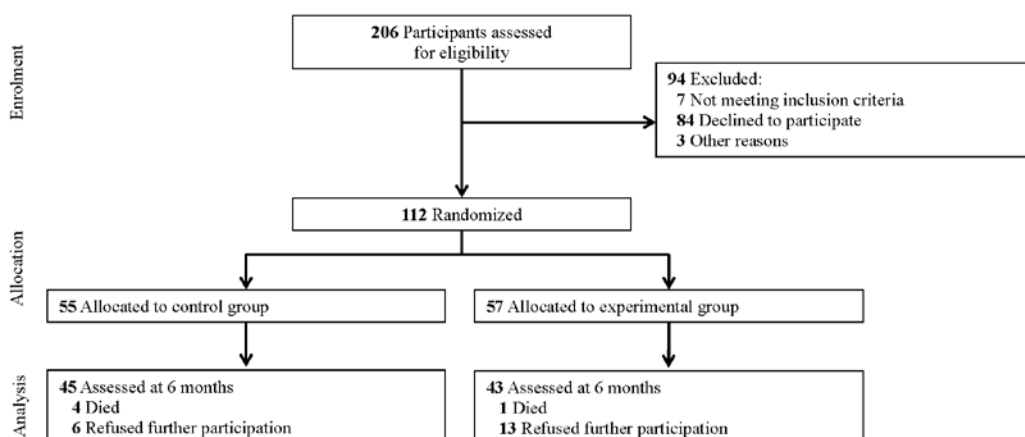 Enrolment
206 Participants assessed
for eligibility
94 Excluded:
7 Not meeting inclusion criteria
84 Declined to participate
3 Other reasons
112 Randomized
Allocation
55 Allocated to control group
57 Allocated to experimental group
Analysis
45 Assessed at 6 months
4 Died
6 Refused further participation
43 Assessed at 6 months
1 Died
13 Refused further participation